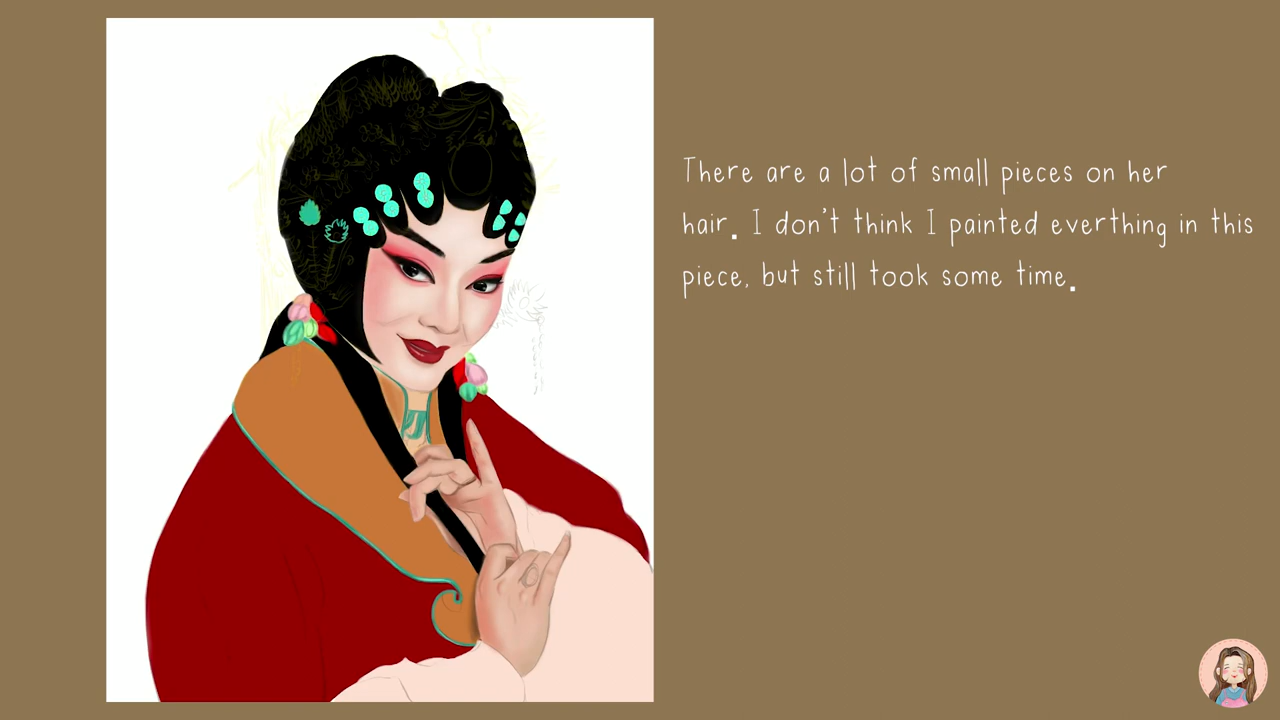 There are a lot of small pieces on her
hair. I don't think I painted everthing in this
piece, but still took some time.